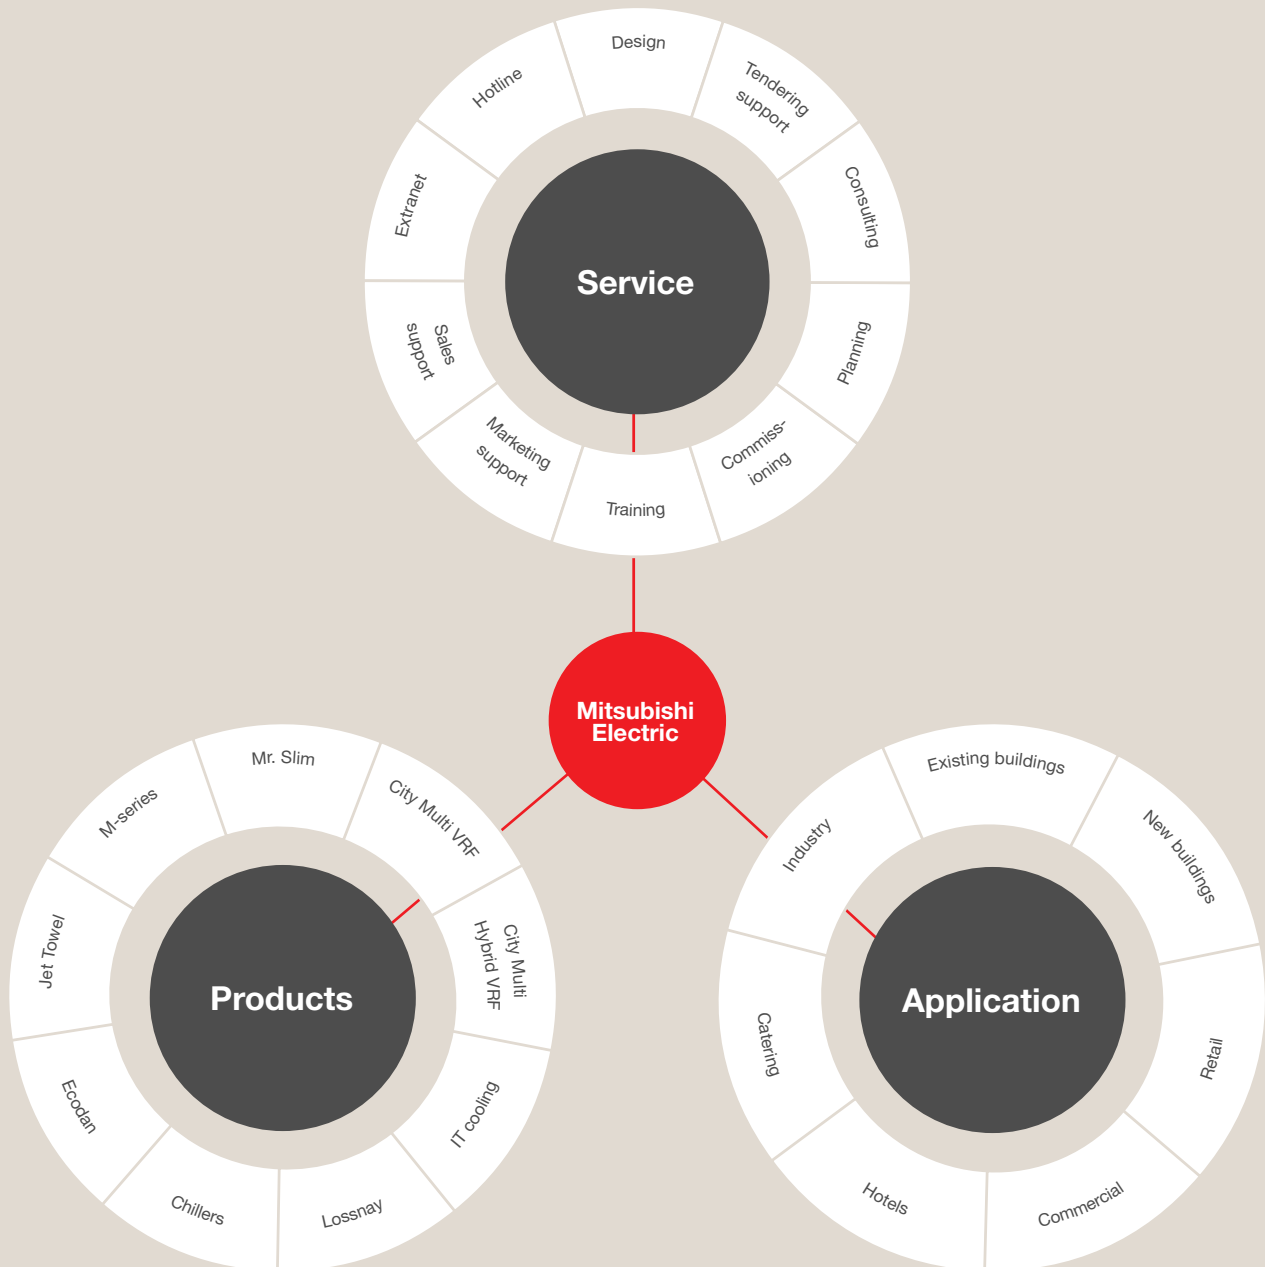 Design
Tendering
support
Consulting
Planning
Commiss-
ioning
Training
Marketing
support
Sales
support
Extranet
Hotline
Service
Mitsubishi
Electric
Mr. Slim
City Multi VRF
City Multi
Hybrid VRF
IT cooling
Lossnay
Chillers
Ecodan
Jet Towel
M-series
Products
Existing buildings
New buildings
Retail
Commercial
Hotels
Catering
Industry
Application